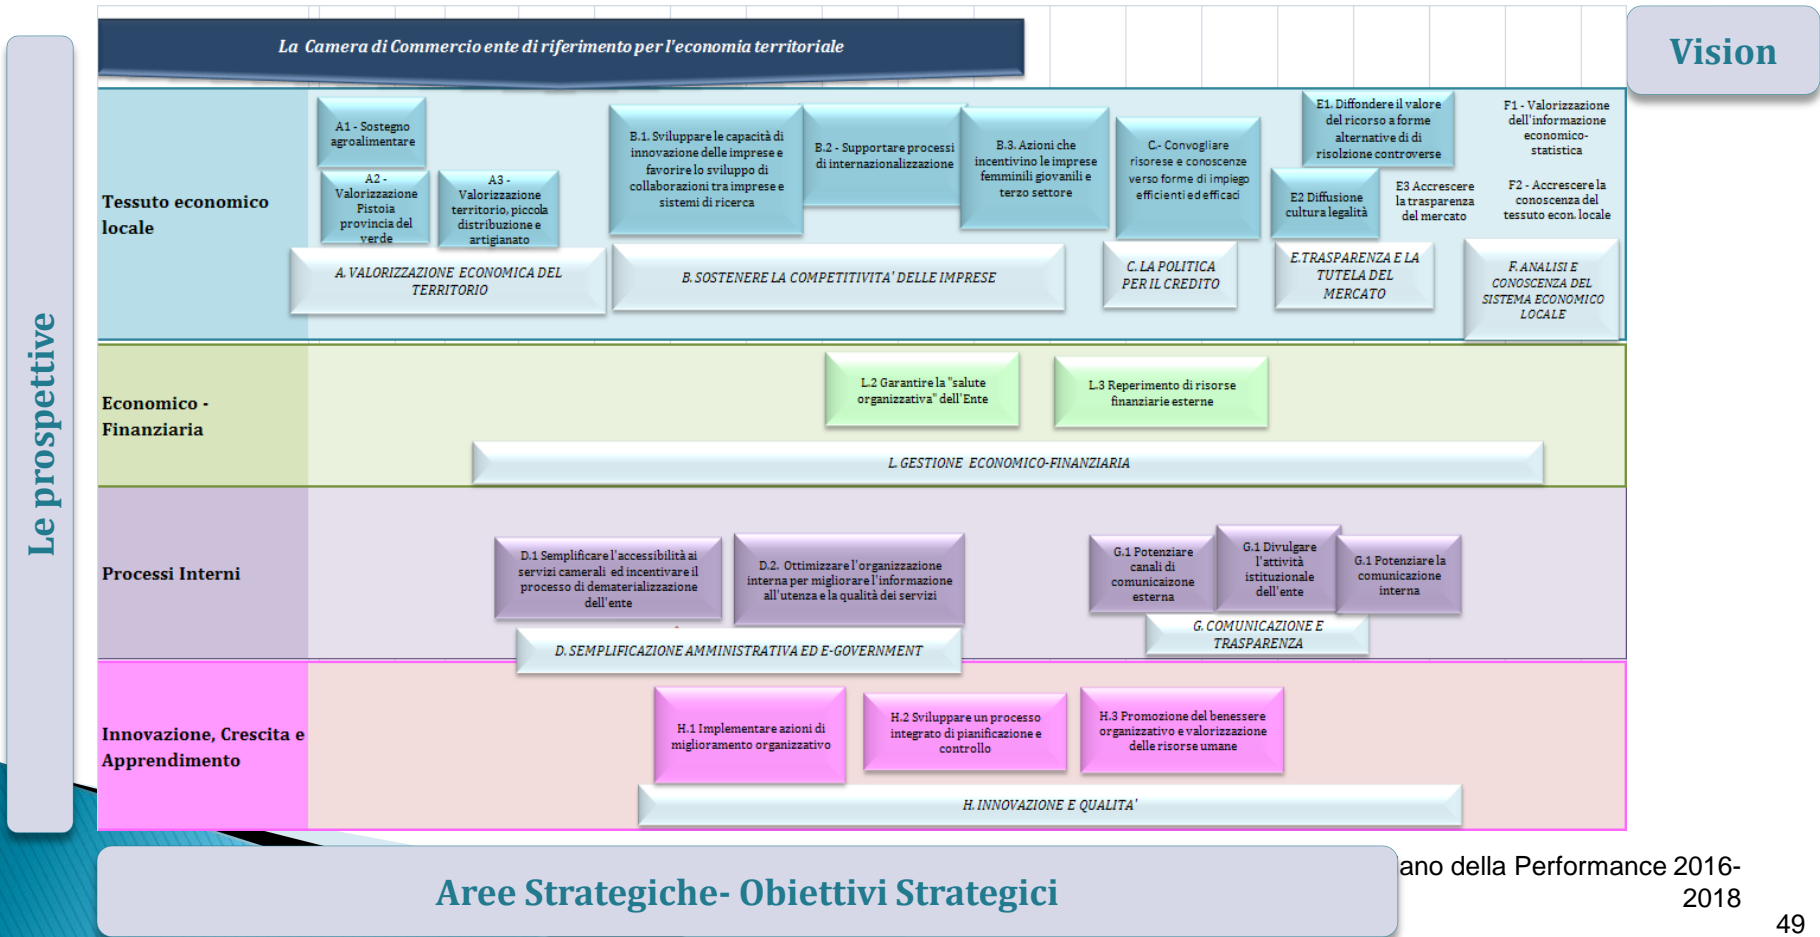 La Camera di Commercio ente di riferimento per l'economia territoriale
Vision
Le prospettive
Tessuto economico
locale
A1 - Sostegno
agroalimentare
A2 -
Valorizzazione
Pistoia
provincia del
verde
A3 -
Valorizzazione
territorio, piccola
distribuzione e
artigianato
A. VALORIZZAZIONE ECONOMICA DEL
TERRITORIO
B.1. Sviluppare le capacità di
innovazione delle imprese e
favorire lo sviluppo di
collaborazioni tra imprese e
sistemi di ricerca
B.2 - Supportare processi
di internazionalizzazione
B.3. Azioni che
incentivino le imprese
femminili giovanili e
terzo settore
B. SOSTENERE LA COMPETITIVITA' DELLE IMPRESE
C.- Convogliare
risorese e conoscenze
verso forme di impiego
efficienti ed efficaci
C. LA POLITICA
PER IL CREDITO
E1. Diffondere il valore
del ricorso a forme
alternative di di
risolzione controverse
E2 Diffusione
cultura legalità
E3 Accrescere
la trasparenza
del mercato
E.TRASPARENZA E LA
TUTELA DEL
MERCATO
F1 - Valorizzazione
dell'informazione
economico-
statistica
F2 - Accrescere la
conoscenza del
tessuto econ. locale
F. ANALISI E
CONOSCENZA DEL
SISTEMA ECONOMICO
LOCALE
Economico -
Finanziaria
L.2 Garantire la "salute
organizzativa" dell'Ente
L.3 Reperimento di risorse
finanziarie esterne
L. GESTIONE ECONOMICO-FINANZIARIA
Processi Interni
D.1 Semplificare l'accessibilità ai
servizi camerali ed incentivare il
processo di dematerializzazione
dell'ente
D.2. Ottimizzare l'organizzazione
interna per migliorare l'informazione
all'utenza e la qualità dei servizi
D. SEMPLIFICAZIONE AMMINISTRATIVA ED E-GOVERNMENT
G.1 Potenziare
canali di
comunicaizone
esterna
G.1 Divulgare
l'attività
istituzionale
dell'ente
G.1 Potenziare la
comunicazione
interna
G. COMUNICAZIONE E
TRASPARENZA
Innovazione, Crescita e
Apprendimento
H.1 Implementare azioni di
miglioramento organizzativo
H.2 Sviluppare un processo
integrato di pianificazione e
controllo
H.3 Promozione del benessere
organizzativo e valorizzazione
delle risorse umane
H. INNOVAZIONE E QUALITA'
Aree Strategiche- Obiettivi Strategici
ano della Performance 2016-
2018
49